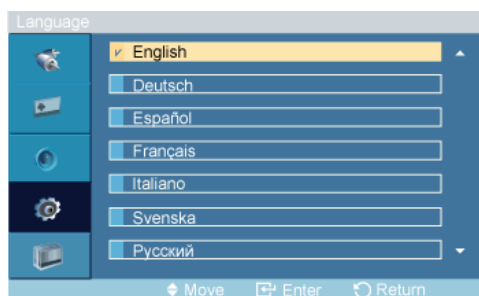 Language
English
Deutsch
Español
Français
Italiano
Svenska
Русский
Move Enter Return